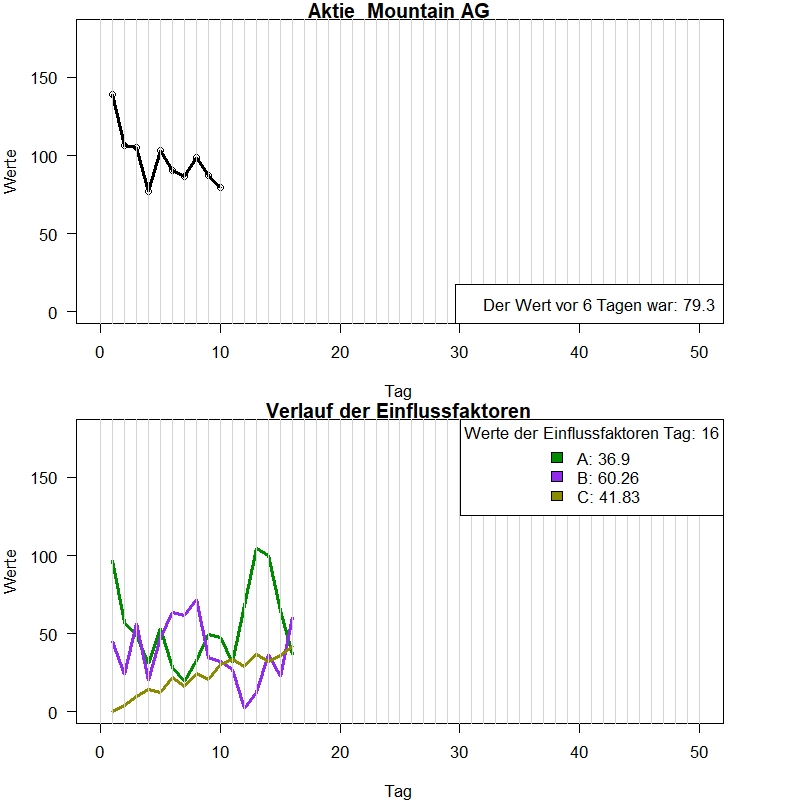 Aktie  Mountain AG
Werte
150
100
50
0
Der Wert vor 6 Tagen war: 79.3
0 10 20 30 40 50
Tag
Verlauf der Einflussfaktoren
Werte
150
100
50
0
Werte der Einflussfaktoren Tag: 16
A: 36.9
B: 60.26
C: 41.83
0 10 20 30 40 50
Tag